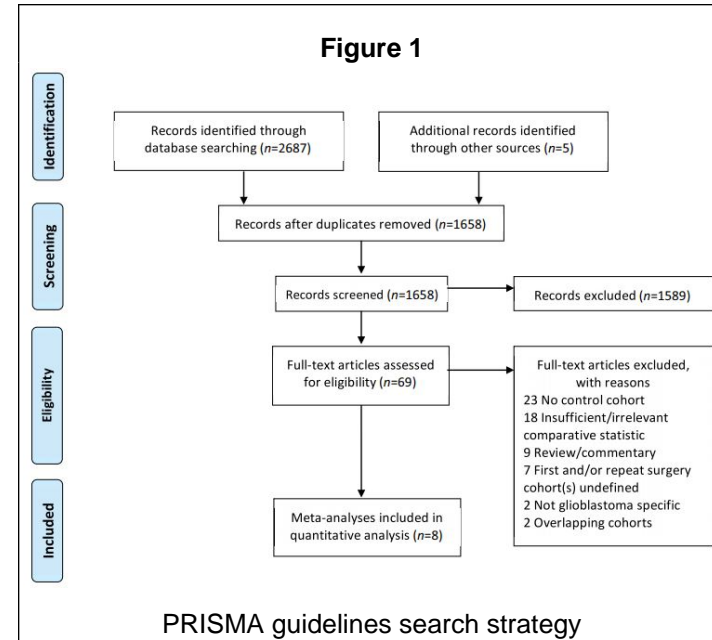 Figure 1
Identification
Records identified through
database searching (n=2687)
Additional records identified
through other sources (n=5)
Screening
Records after duplicates removed (n=1658)
Records screened (n=1658)
Records excluded (n=1589)
Eligibility
Full-text articles assessed
for eligibility (n=69)
Full-text articles excluded,
with reasons
23 No control cohort
18 Insufficient/irrelevant
comparative statistic
9 Review/commentary
7 First and/or repeat surgery
cohort(s) undefined
2 Not glioblastoma specific
2 Overlapping cohorts
Included
Meta-analyses included in
quantitative analysis (n=8)
PRISMA guidelines search strategy